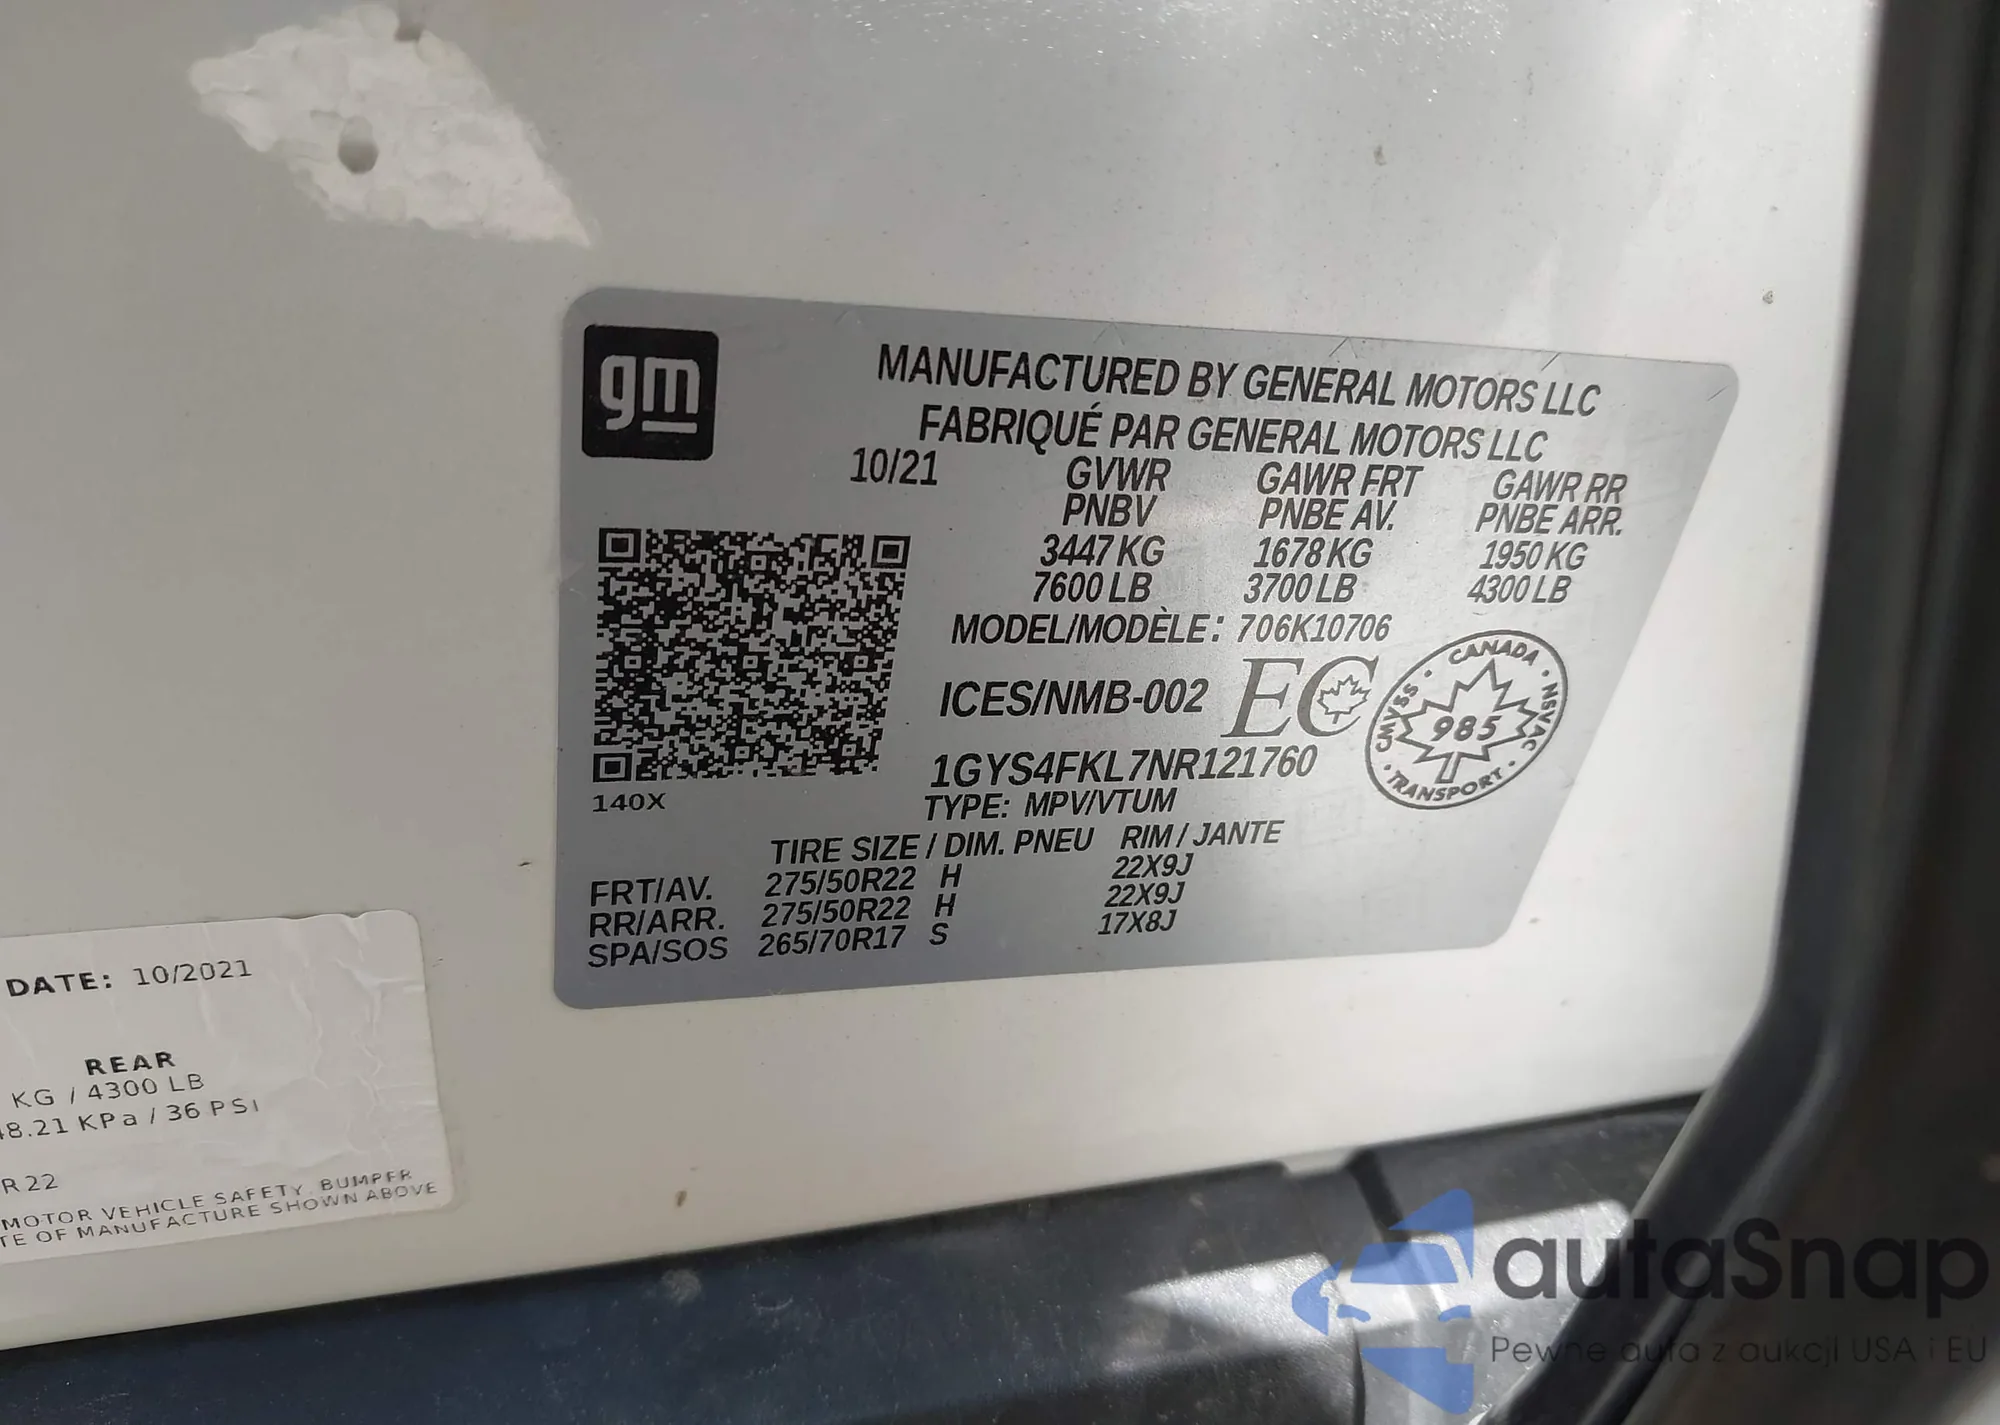 gm
MANUFACTURED BY GENERAL MOTORS LLC
FABRIQUÉ PAR GENERAL MOTORS LLC
10/21 GVWR GAWR FRT GAWR RR
PNBV PNBE AV. PNBE ARR.
3447 KG 1678 KG 1950 KG
7600 LB 3700 LB 4300 LB
MODEL/MODÈLE: 706K10706
ICES/NMB-002 EC
CANADA · NSVAC · TRANSPORT · CMVSS ·
985
1GYS4FKL7NR121760
140X
TYPE: MPV/VTUM
TIRE SIZE / DIM. PNEU RIM / JANTE
FRT/AV. 275/50R22 H 22X9J
RR/ARR. 275/50R22 H 22X9J
SPA/SOS 265/70R17 S 17X8J
DATE: 10/2021
REAR
KG / 4300 LB
48.21 KPa / 36 PSI
R22
MOTOR VEHICLE SAFETY, BUMPER
TE OF MANUFACTURE SHOWN ABOVE
autaSnap
Pewne auta z aukcji USA i EU